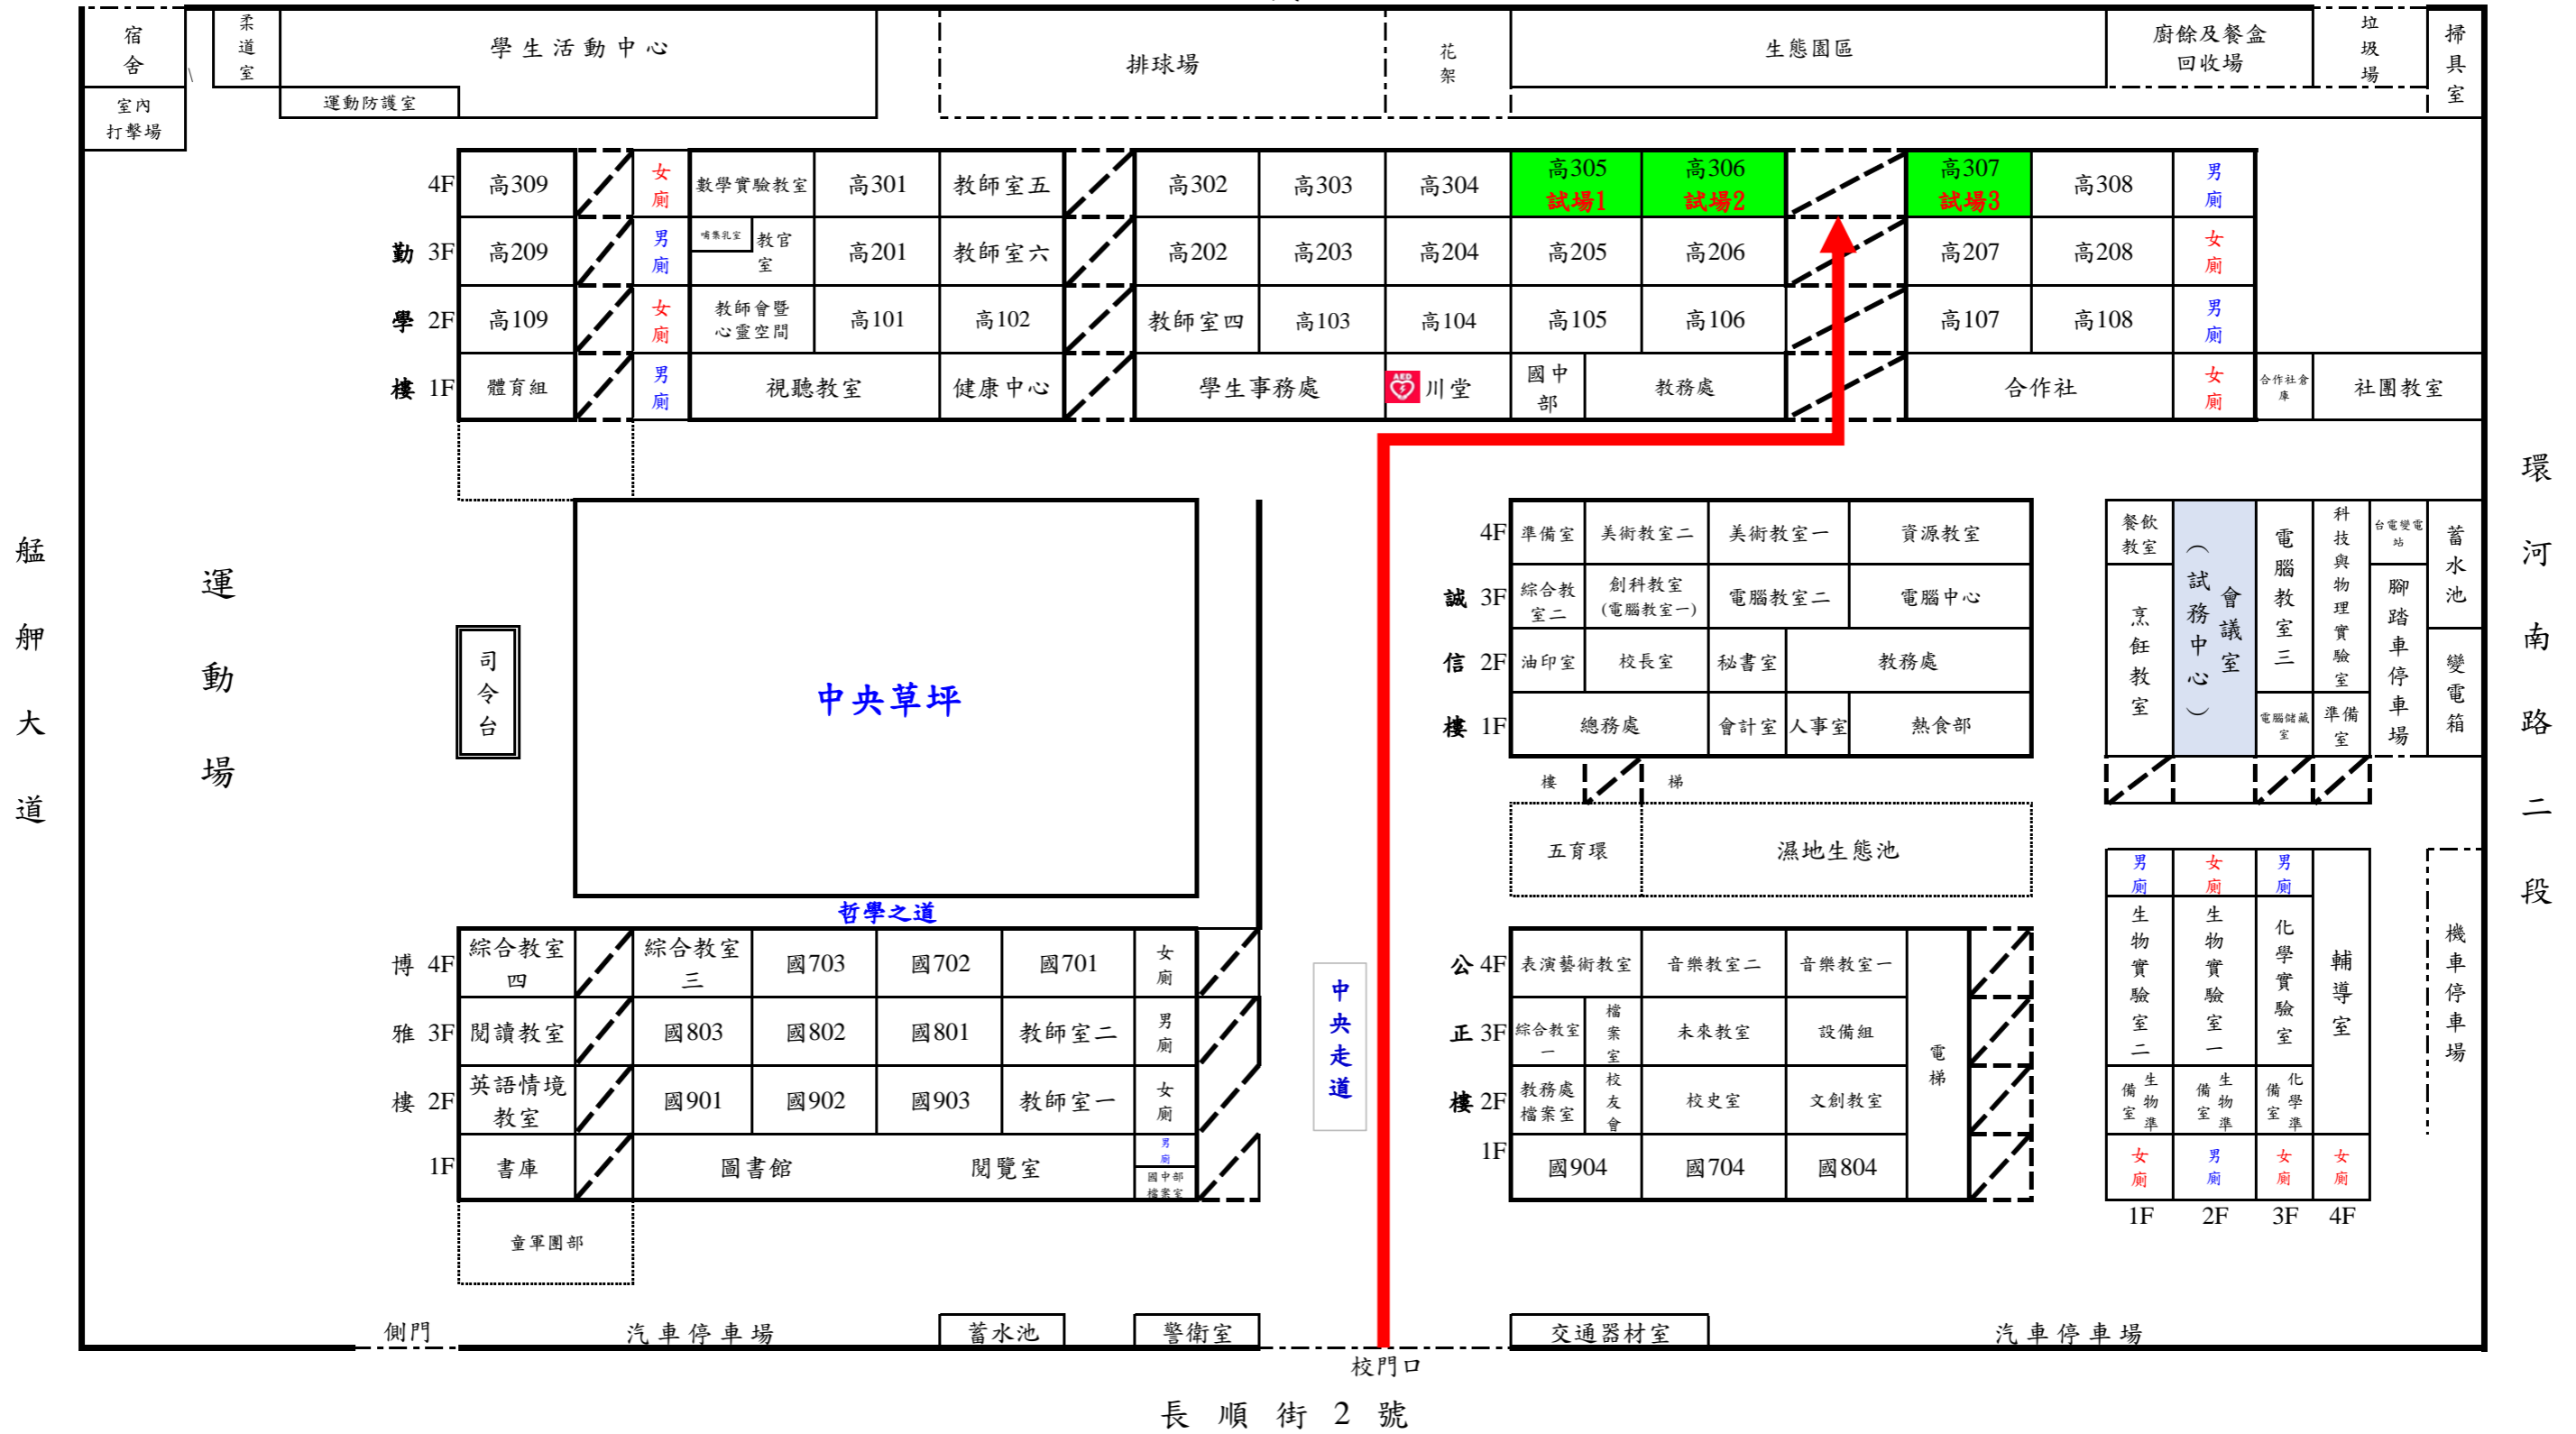 宿舍
柔道室
學生活動中心
排球場
花架
生態園區
廚餘及餐盒
回收場
垃圾場
掃具室
\
室內
打擊場
運動防護室
4F
高309
女廁
數學實驗教室
高301
教師室五
高302
高303
高304
高305
試場1
高306
試場2
高307
試場3
高308
男廁
勤 3F
高209
男廁
哺集乳室
教官室
高201
教師室六
高202
高203
高204
高205
高206
高207
高208
女廁
學 2F
高109
女廁
教師會暨
心靈空間
高101
高102
教師室四
高103
高104
高105
高106
高107
高108
男廁
樓 1F
體育組
男廁
視聽教室
健康中心
學生事務處
AED
川堂
國中部
教務處
合作社
女廁
合作社倉庫
社團教室
艋舺大道
運動場
司令台
中央草坪
哲學之道
環河南路二段
4F
準備室
美術教室二
美術教室一
資源教室
誠 3F
綜合教室二
創科教室
(電腦教室一)
電腦教室二
電腦中心
信 2F
油印室
校長室
秘書室
教務處
樓 1F
總務處
會計室
人事室
熱食部
樓 梯
五育環
濕地生態池
餐飲教室
烹飪教室
會議室
(試務中心)
電腦教室三
電腦儲藏室
科技與物理實驗室
準備室
台電變電站
腳踏車停車場
蓄水池
變電箱
博 4F
綜合教室四
綜合教室三
國703
國702
國701
女廁
雅 3F
閱讀教室
國803
國802
國801
教師室二
男廁
樓 2F
英語情境
教室
國901
國902
國903
教師室一
女廁
1F
書庫
圖書館
閱覽室
男廁
國中部
檔案室
童軍團部
中央走道
公 4F
表演藝術教室
音樂教室二
音樂教室一
正 3F
綜合教室一
檔案室
未來教室
設備組
電梯
樓 2F
教務處
檔案室
校友會
校史室
文創教室
1F
國904
國704
國804
男廁
生物實驗室二
生物準備室
女廁
1F
女廁
生物實驗室一
生物準備室
男廁
2F
男廁
化學實驗室
化學準備室
女廁
3F
輔導室
女廁
4F
機車停車場
側門
汽車停車場
蓄水池
警衛室
校門口
交通器材室
汽車停車場
長順街2號